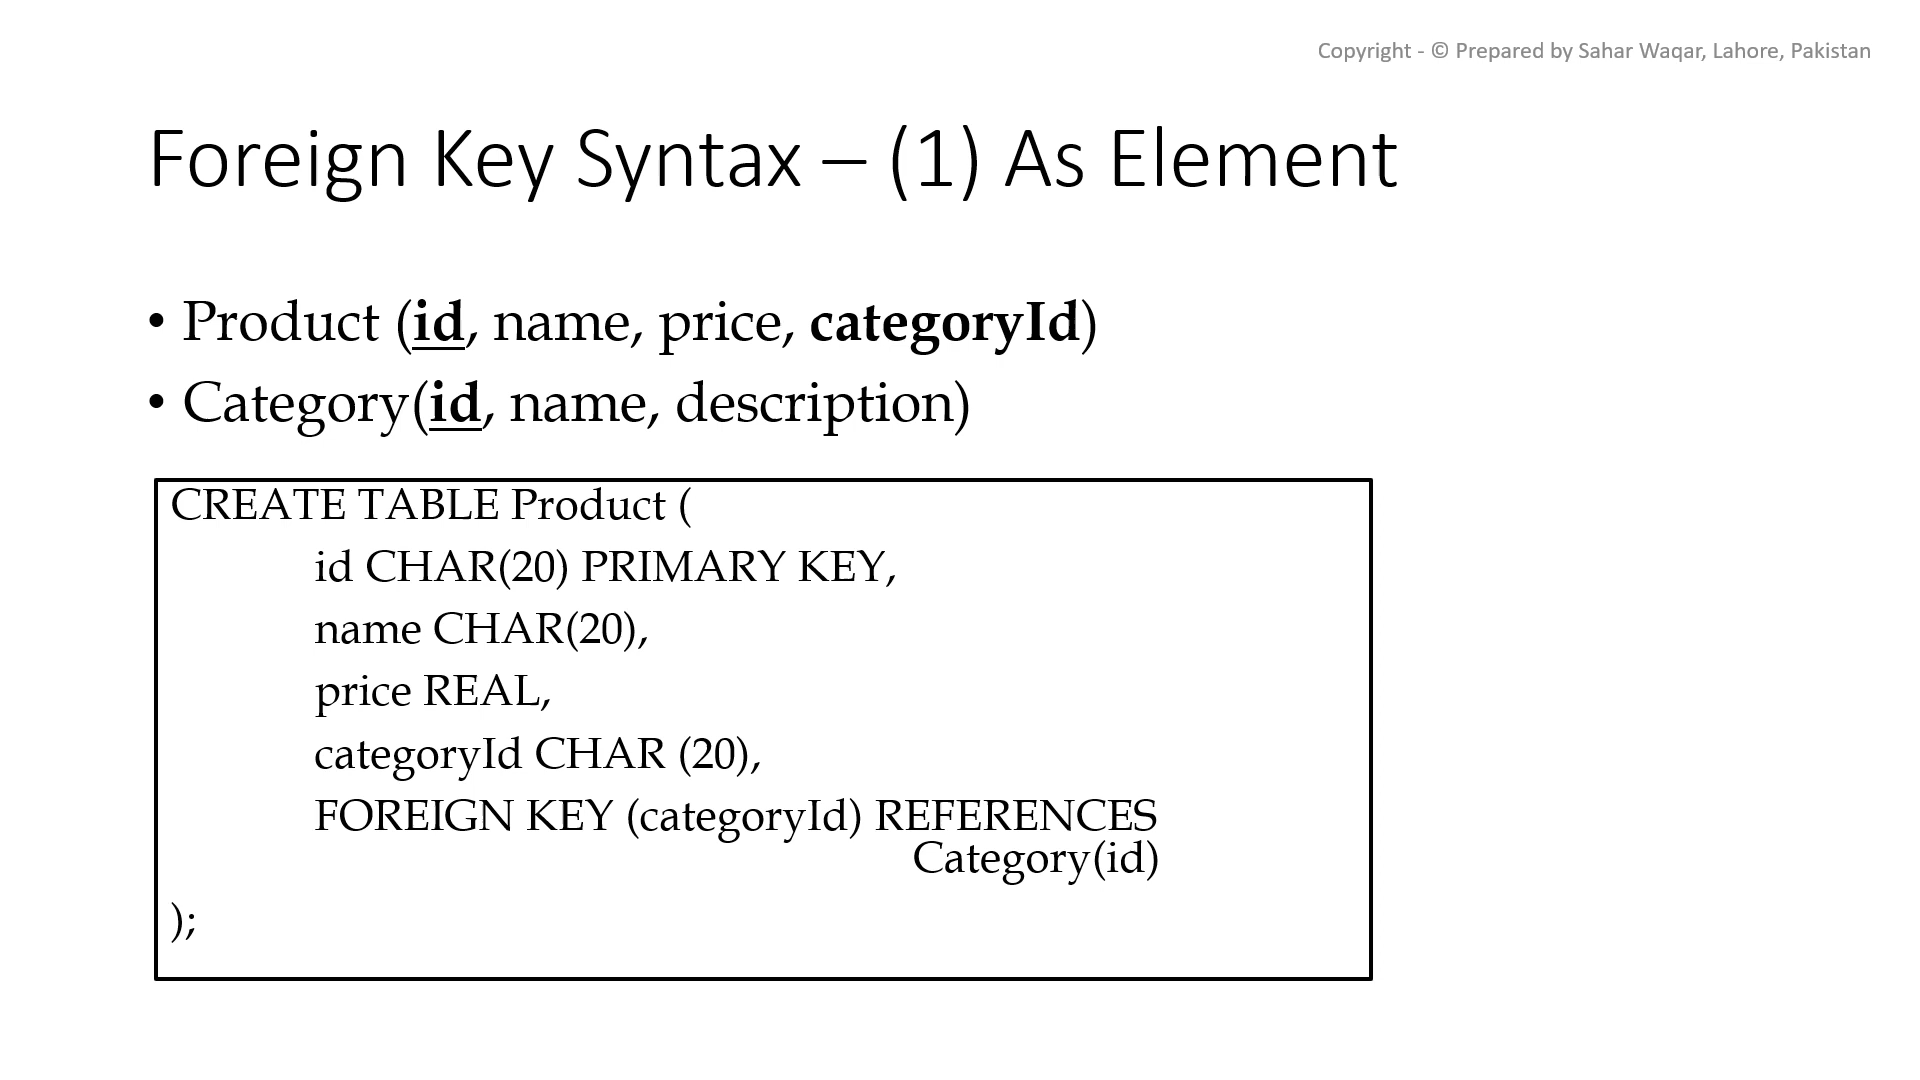 Copyright - © Prepared by Sahar Waqar, Lahore, Pakistan
Foreign Key Syntax – (1) As Element
• Product (id, name, price, categoryId)
• Category(id, name, description)
CREATE TABLE Product (
id CHAR(20) PRIMARY KEY,
name CHAR(20),
price REAL,
categoryId CHAR (20),
FOREIGN KEY (categoryId) REFERENCES
Category(id)
);